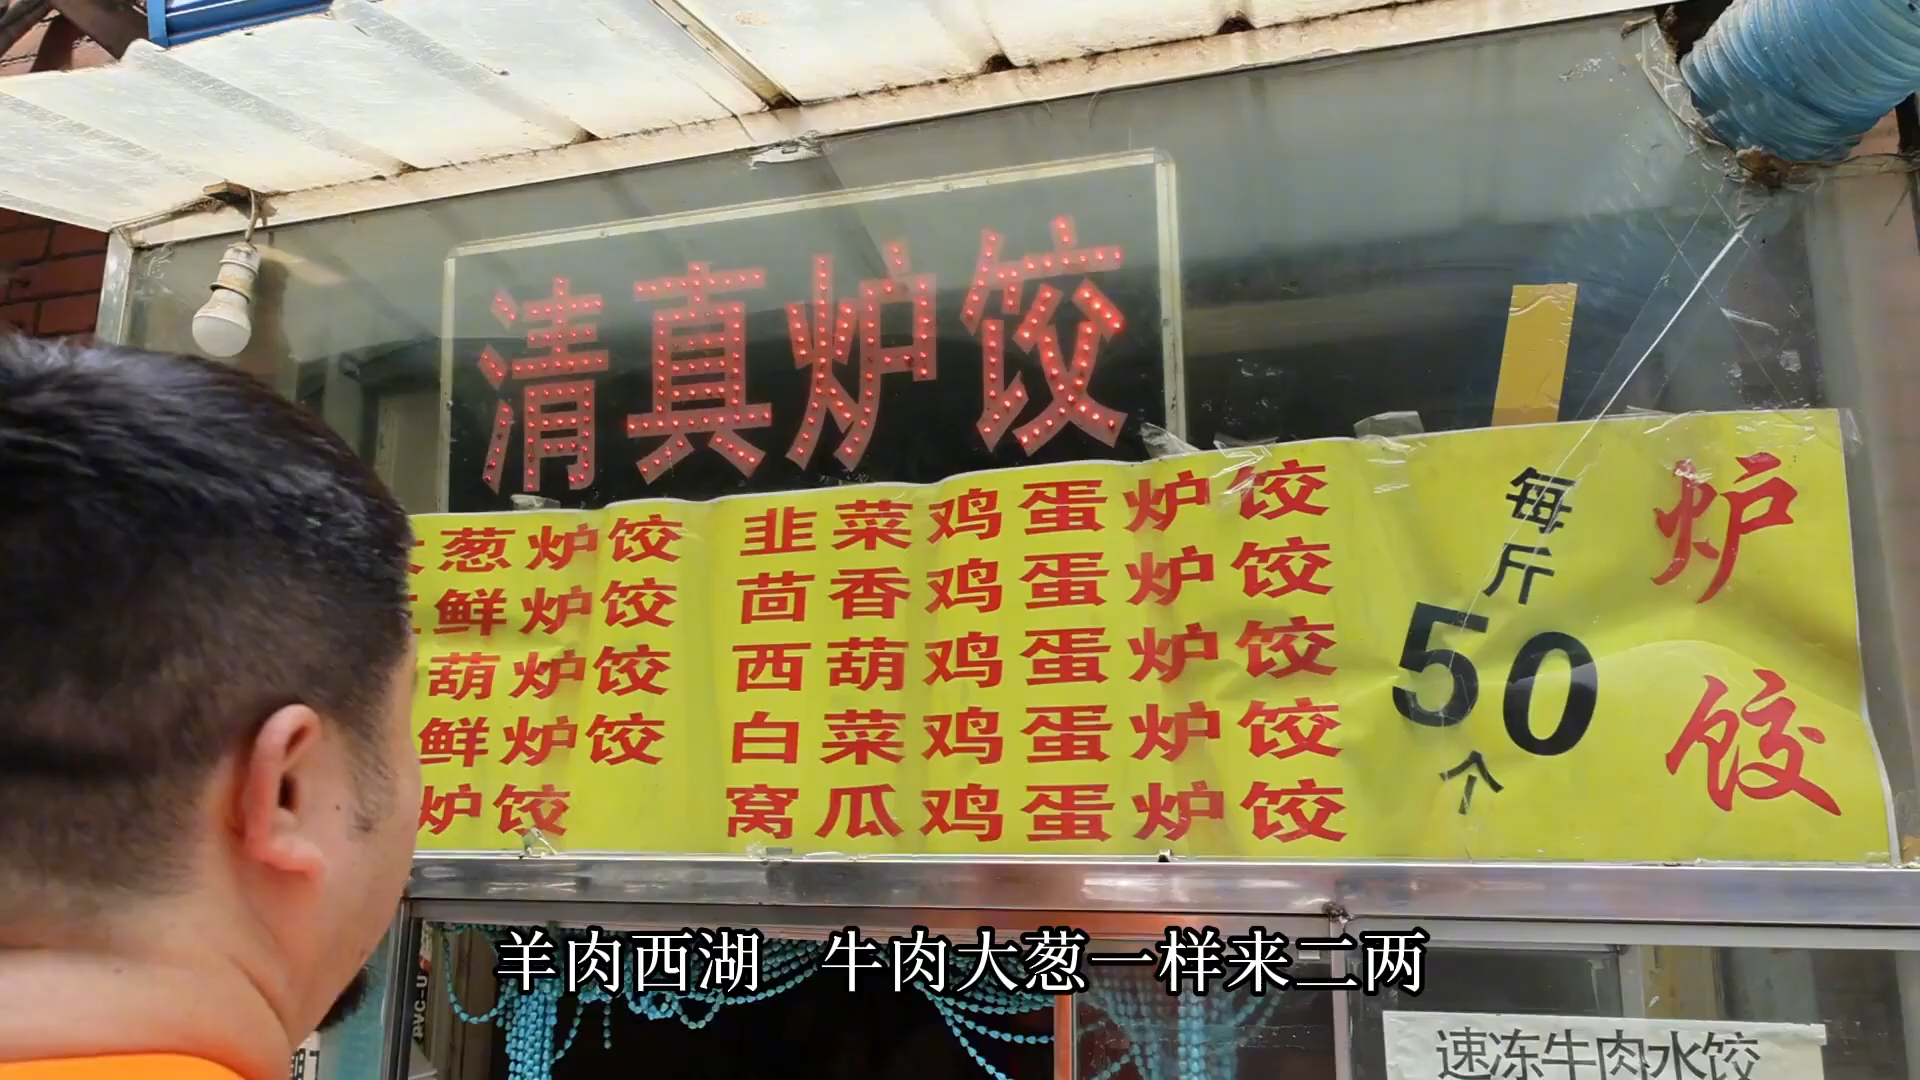 清真炉饺
葱炉饺 韭菜鸡蛋炉饺
鲜炉饺 茴香鸡蛋炉饺
葫炉饺 西葫鸡蛋炉饺
鲜炉饺 白菜鸡蛋炉饺
炉饺 窝瓜鸡蛋炉饺
每斤
50
个
炉饺
羊肉西湖 牛肉大葱一样来二两
PVC-U
速冻牛肉水饺